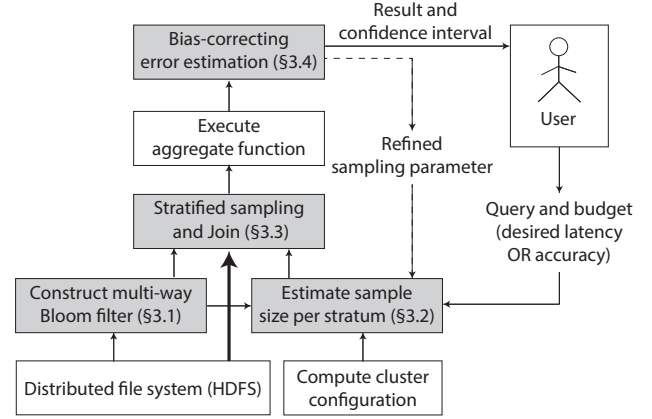 Result and
confidence interval
Bias-correcting
error estimation (§3.4)
User
Execute
aggregate function
Refined
sampling parameter
Stratified sampling
and Join (§3.3)
Query and budget
(desired latency
OR accuracy)
Construct multi-way
Bloom filter (§3.1)
Estimate sample
size per stratum (§3.2)
Distributed file system (HDFS)
Compute cluster
configuration